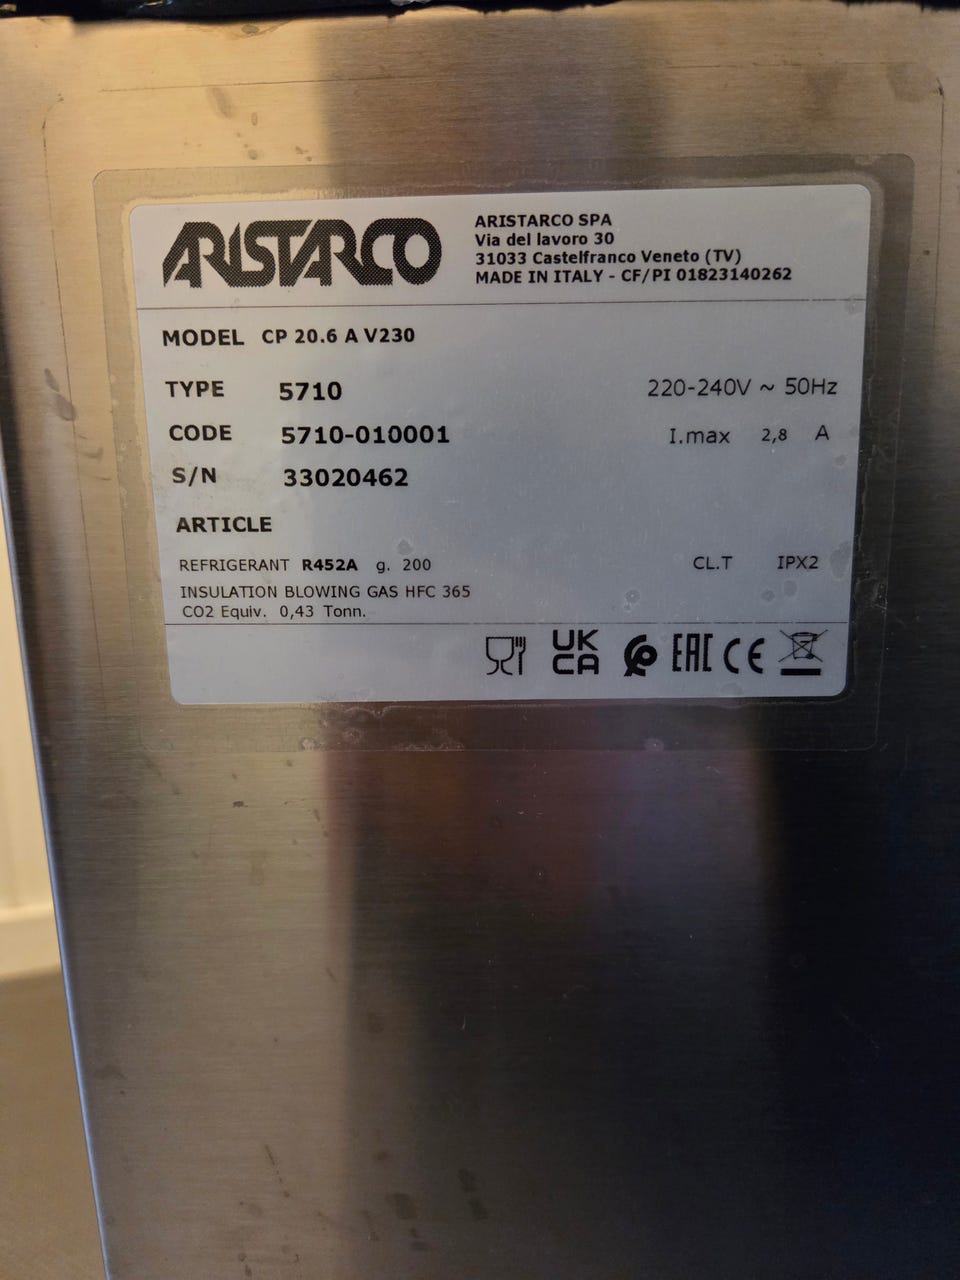 ARISTARCO
ARISTARCO SPA
Via del lavoro 30
31033 Castelfranco Veneto (TV)
MADE IN ITALY - CF/PI 01823140262
MODEL CP 20.6 A V230
TYPE 5710 220-240V ~ 50Hz
CODE 5710-010001 I.max 2,8 A
S/N 33020462
ARTICLE
REFRIGERANT R452A g. 200 CL.T IPX2
INSULATION BLOWING GAS HFC 365
CO2 Equiv. 0,43 Tonn.
UK
CA EAC CE